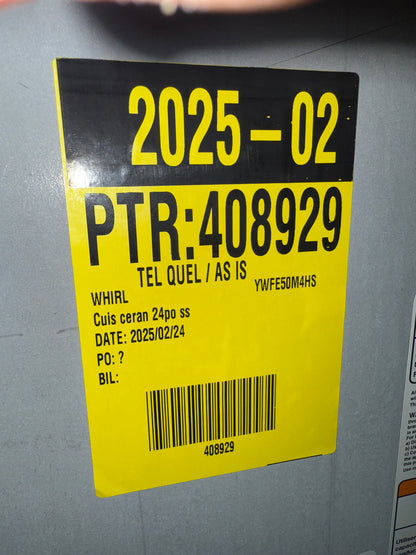 2025-02
PTR:408929
TEL QUEL / AS IS
WHIRL
YWFE50M4HS
Cuis ceran 24po ss
DATE: 2025/02/24
PO: ?
BIL:
408929